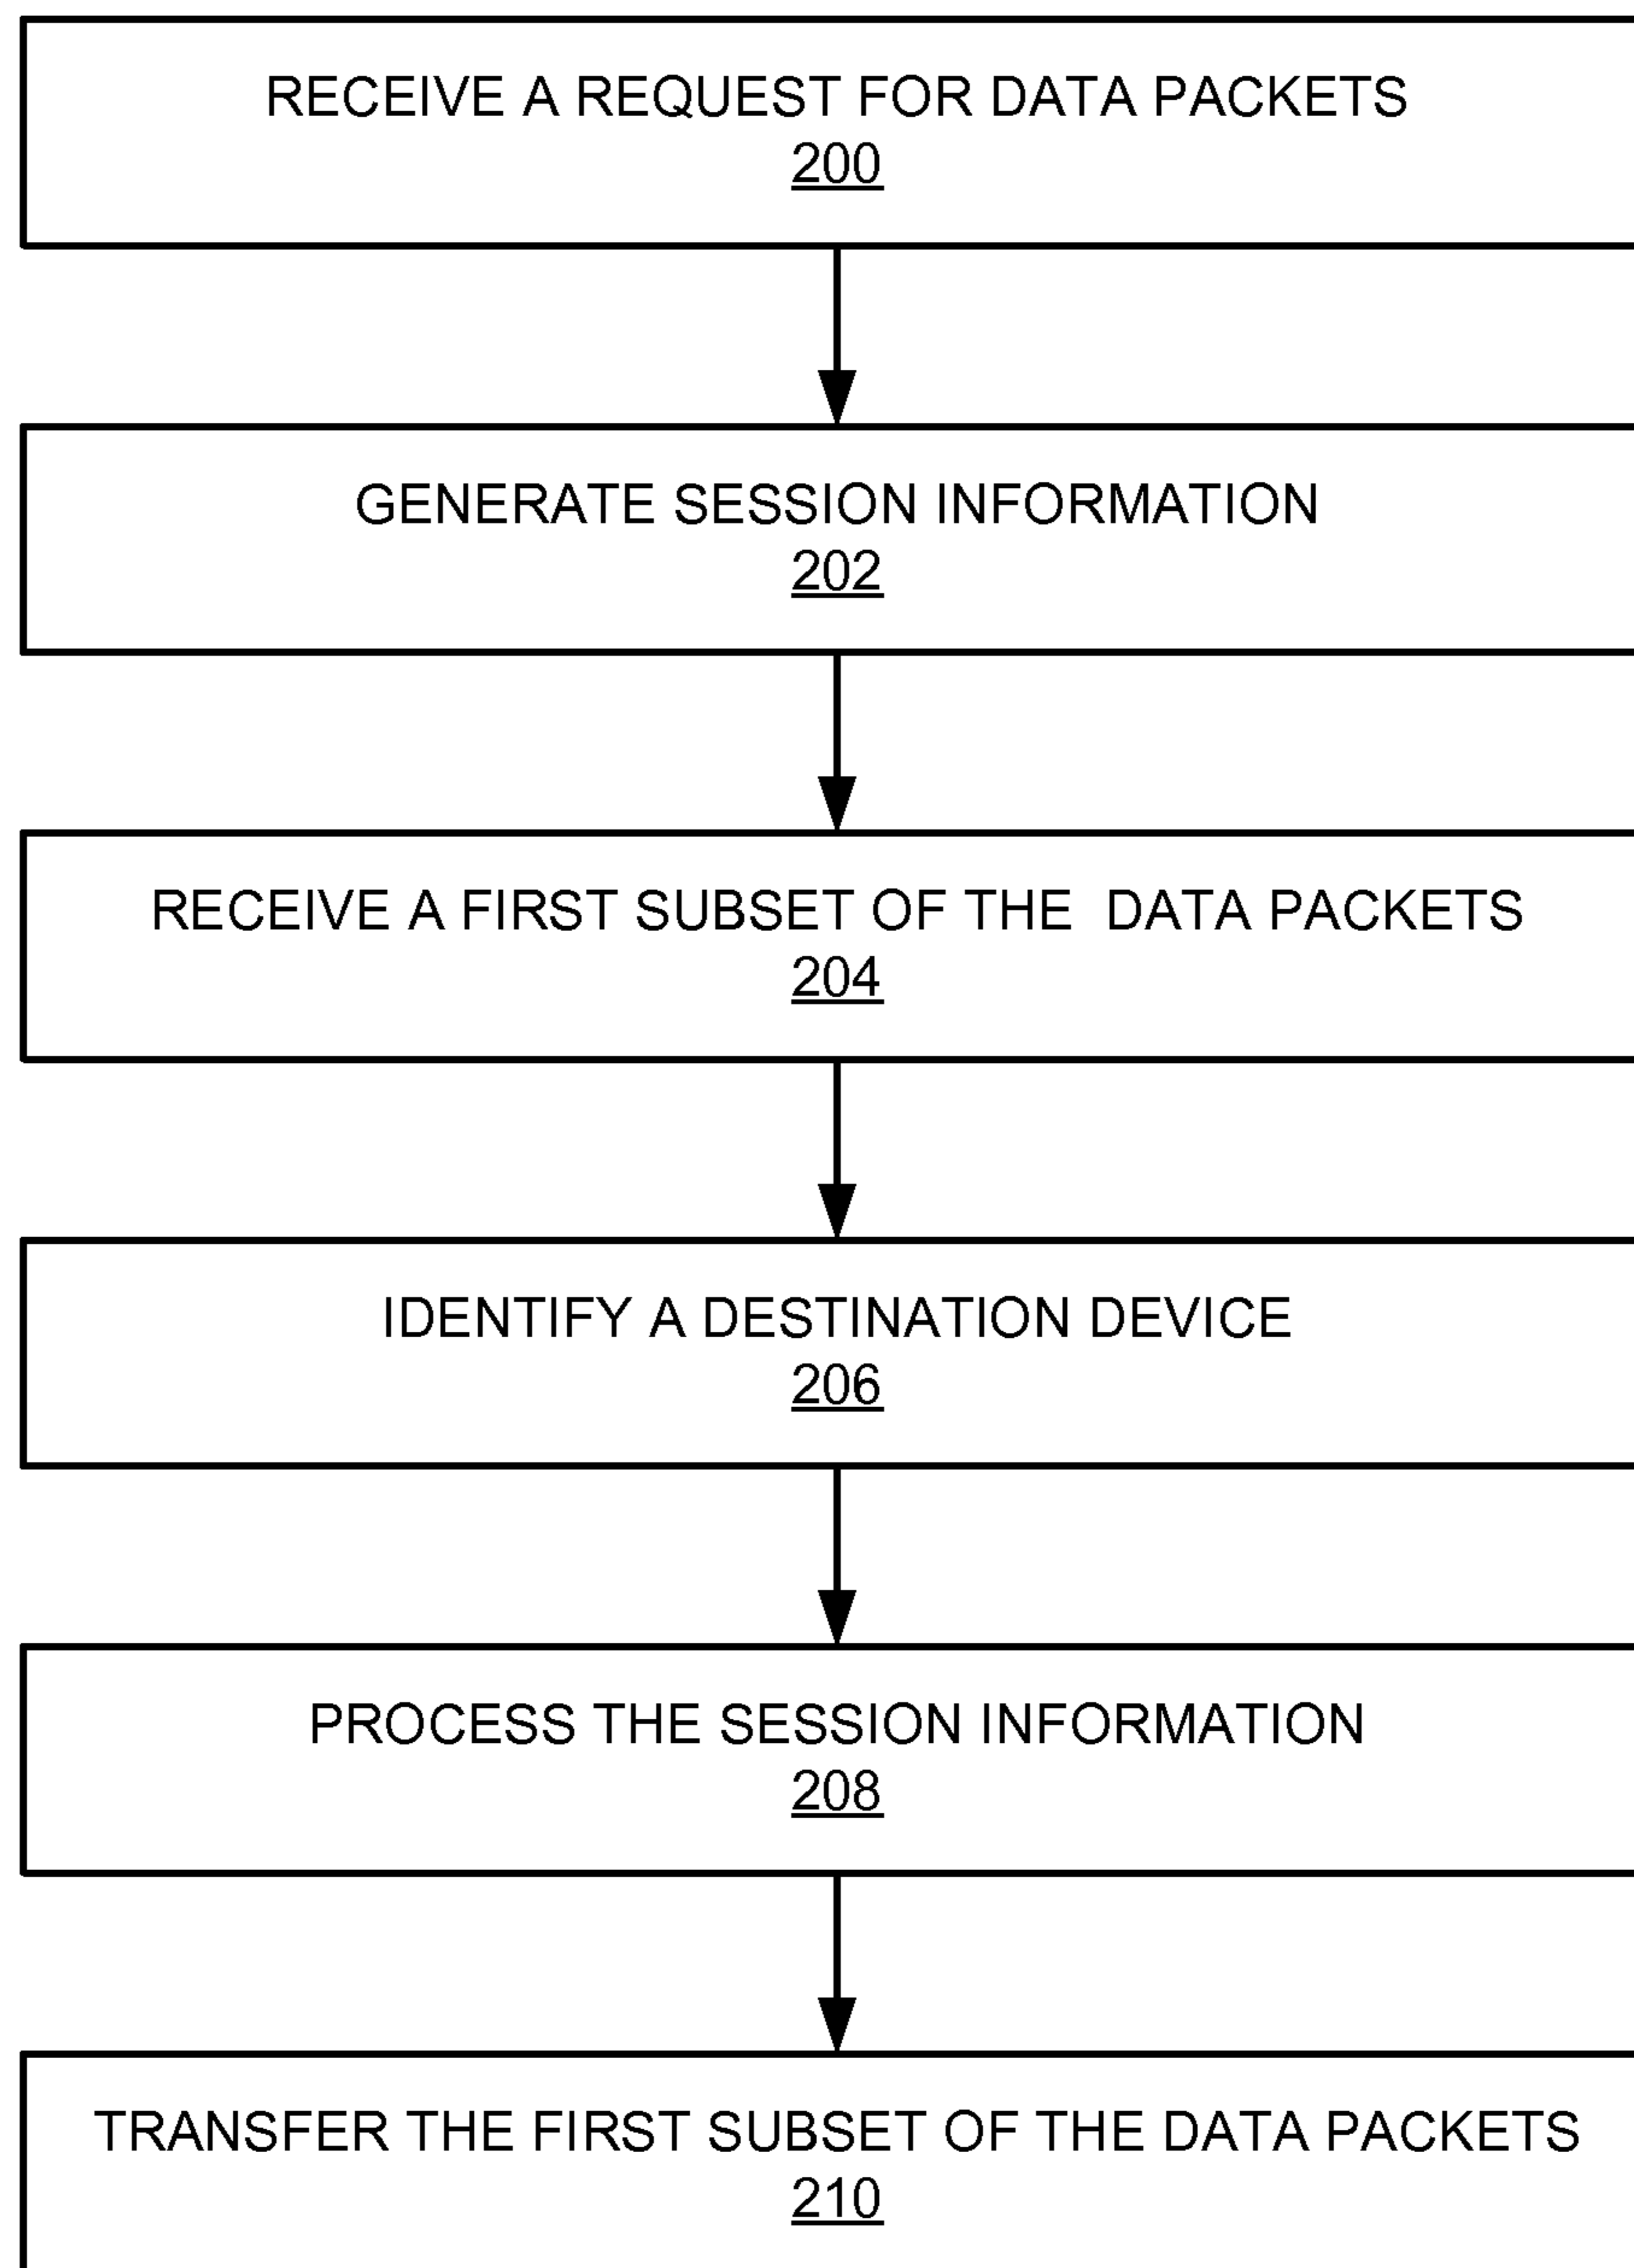 RECEIVE A REQUEST FOR DATA PACKETS
200
GENERATE SESSION INFORMATION
202
RECEIVE A FIRST SUBSET OF THE DATA PACKETS
204
IDENTIFY A DESTINATION DEVICE
206
PROCESS THE SESSION INFORMATION
208
TRANSFER THE FIRST SUBSET OF THE DATA PACKETS
210